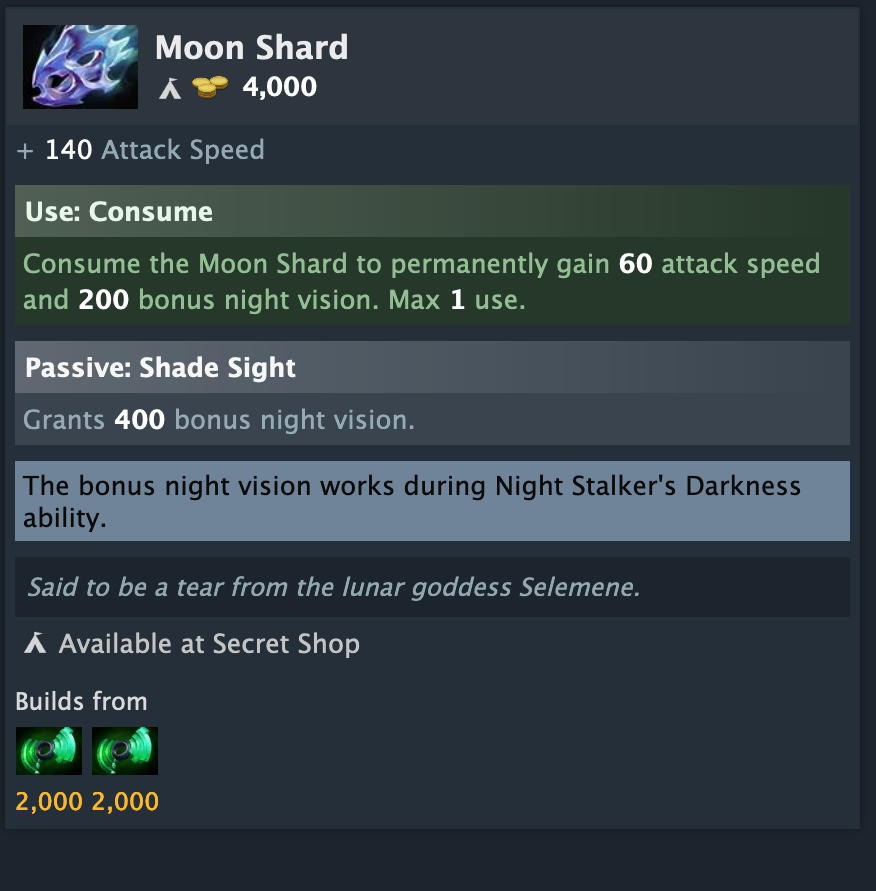 Moon Shard
4,000
+ 140 Attack Speed
Use: Consume
Consume the Moon Shard to permanently gain 60 attack speed
and 200 bonus night vision. Max 1 use.
Passive: Shade Sight
Grants 400 bonus night vision.
The bonus night vision works during Night Stalker's Darkness
ability.
Said to be a tear from the lunar goddess Selemene.
Available at Secret Shop
Builds from
2,000 2,000